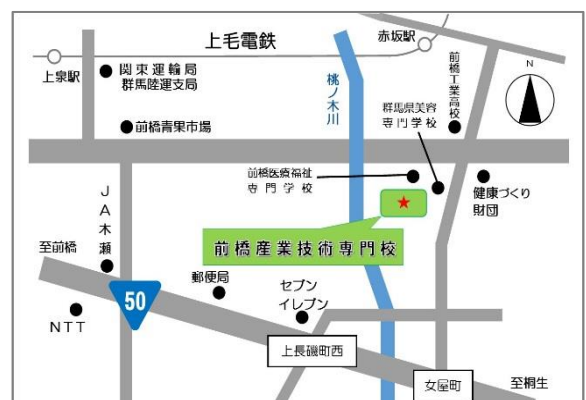 上毛電鉄
赤坂駅
上泉駅
関東運輸局
群馬陸運支局
桃ノ木川
前橋工業高校
N
群馬県美容
専門学校
前橋青果市場
前橋医療福祉
専門学校
健康づくり
財団
JA木瀬
前橋産業技術専門校
至前橋
郵便局
セブン
イレブン
50
NTT
上長磯町西
女屋町
至桐生